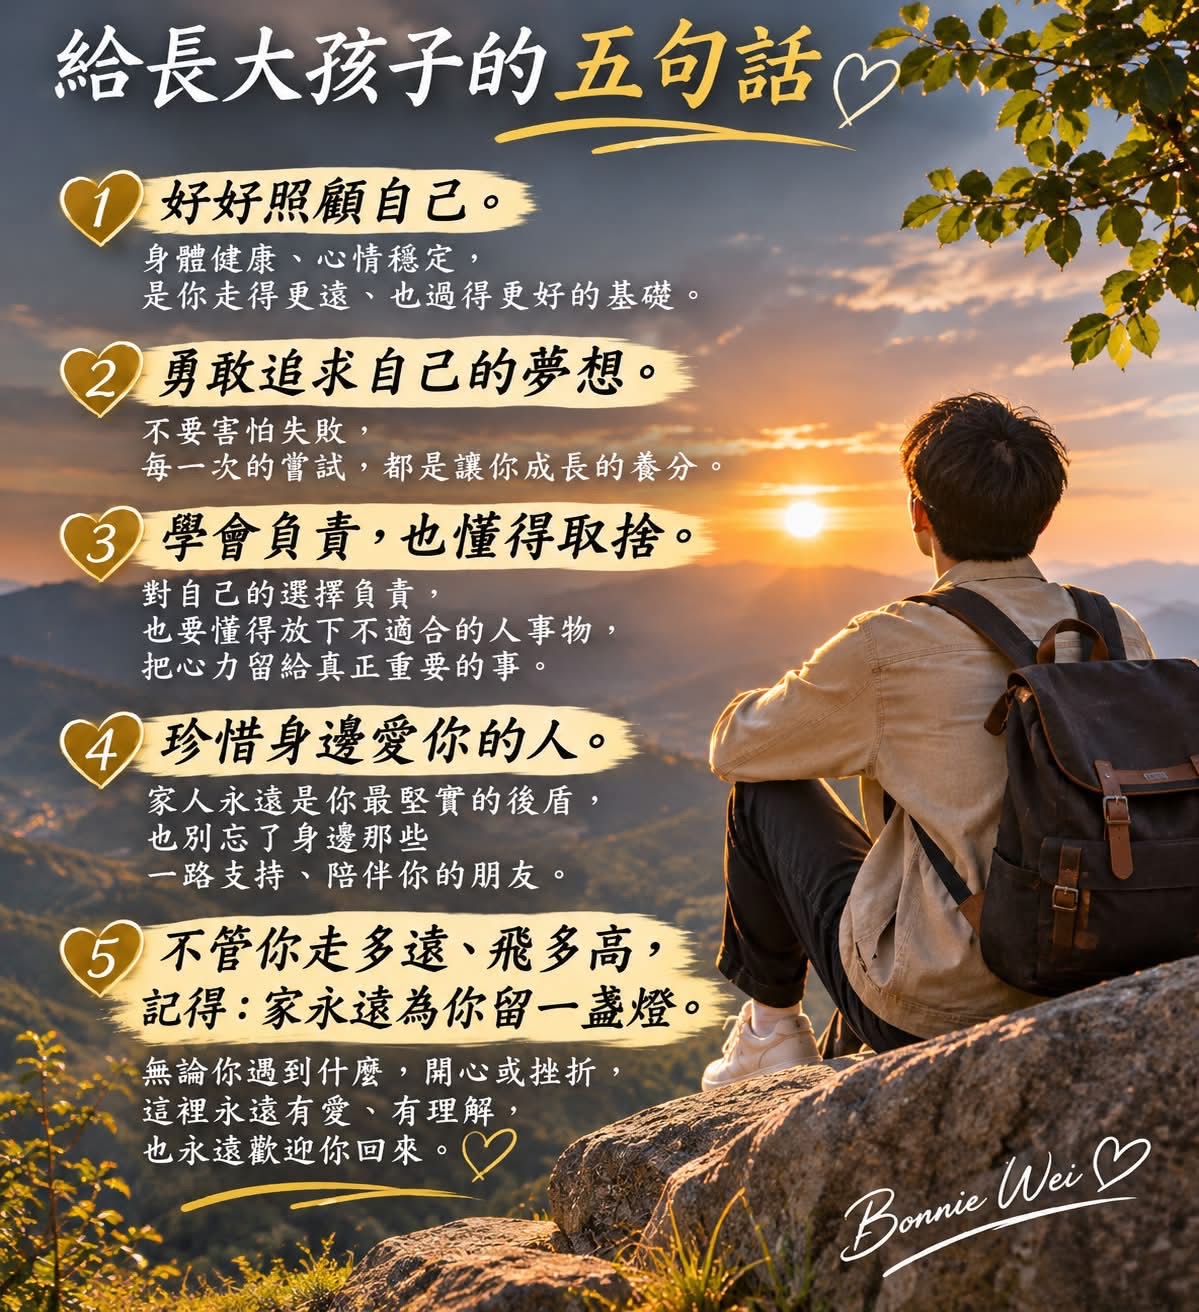 給長大孩子的五句話
1 好好照顧自己。
身體健康、心情穩定，
是你走得更遠、也過得更好的基礎。
2 勇敢追求自己的夢想。
不要害怕失敗，
每一次的嘗試，都是讓你成長的養分。
3 學會負責，也懂得取捨。
對自己的選擇負責，
也要懂得放下不適合的人事物，
把心力留給真正重要的事。
4 珍惜身邊愛你的人。
家人永遠是你最堅實的後盾，
也別忘了身邊那些
一路支持、陪伴你的朋友。
5 不管你走多遠、飛多高，
記得：家永遠為你留一盞燈。
無論你遇到什麼，開心或挫折，
這裡永遠有愛、有理解，
也永遠歡迎你回來。
Bonnie Wei